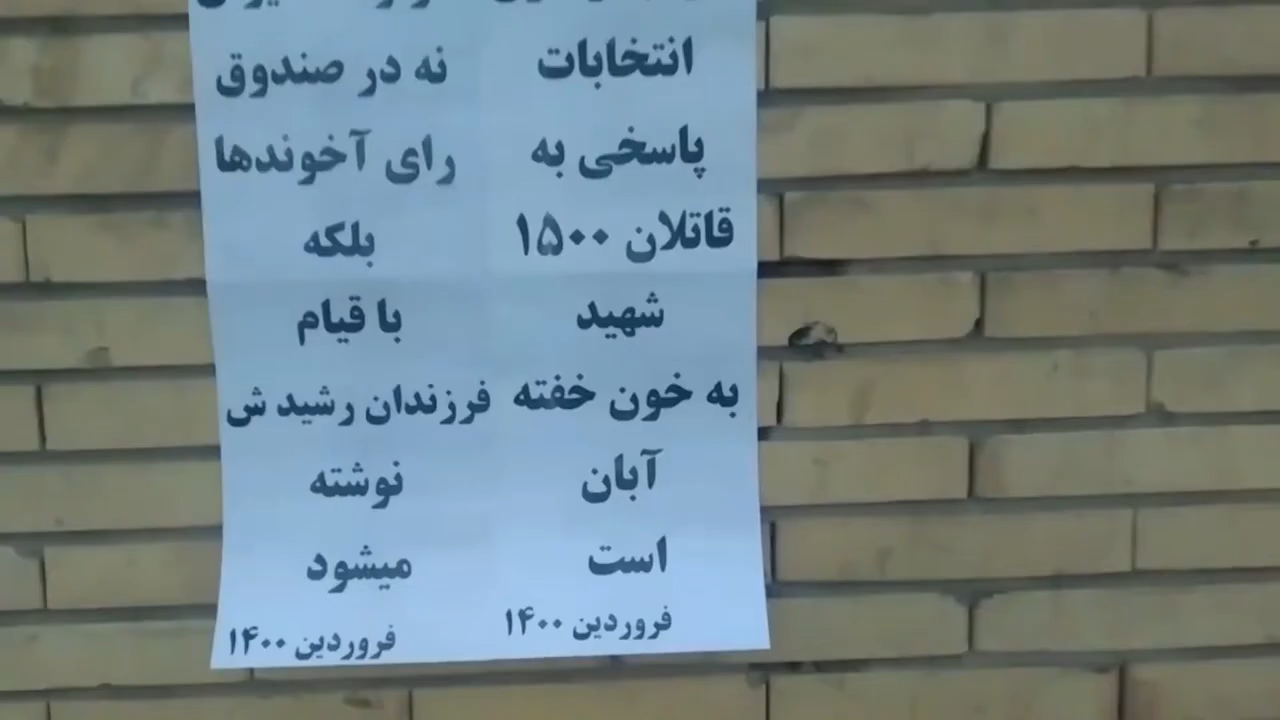 انتخابات
پاسخی به
قاتلان ۱۵۰۰
شهید
به خون خفته
آبان
است
فروردین ۱۴۰۰
نه در صندوق
رای آخوندها
بلکه
با قیام
فرزندان رشید ش
نوشته
میشود
فروردین ۱۴۰۰